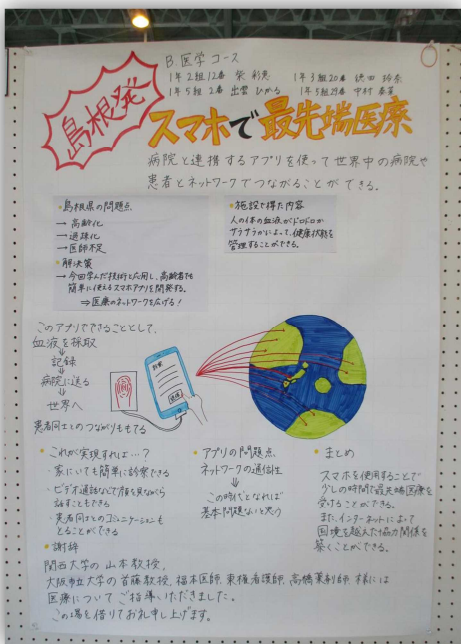 B. 医学コース
1年2組12番 柴 彩恵 1年3組20番 徳田 玲奈
1年5組2番 出雲 ひかる 1年5組29番 中村 春菜
島根発
スマホで最先端医療
病院と連携するアプリを使って世界中の病院や
患者とネットワークでつながることができる。
・島根県の問題点
→ 高齢化
→ 過疎化
→ 医師不足
・解決策
→ 今回学んだ技術を応用し、高齢者でも
簡単に使えるスマホアプリを開発する。
⇒医療のネットワークを広げる!
・施設で得た内容
人の体の血液がドロドロか
サラサラかによって、健康状態を
管理することができる。
このアプリでできることとして、
血液を採取
⇓
記録
⇓
病院に送る
⇓
世界へ
患者同士とのつながりももてる
送信
・これが実現すれば…?
・家にいても簡単に診察できる
・ビデオ通話などで顔を見ながら
話すこともできる
・患者同士とのコミュニケーションも
とることができる
・アプリの問題点
ネットワークの通信性
⇓
この時代となれば
基本問題ないと思う
・まとめ
スマホを使用することで
少しの時間で最先端医療を
受けることができる。
また、インターネットによって
国境を越えた協力関係を
築くことができる。
・謝辞
関西大学の 山本教授、
大阪市立大学の 首藤教授、福本医師、東樝看護師、高橋薬剤師 様には
医療について ご指導いただきました。
この場を借りてお礼申し上げます。